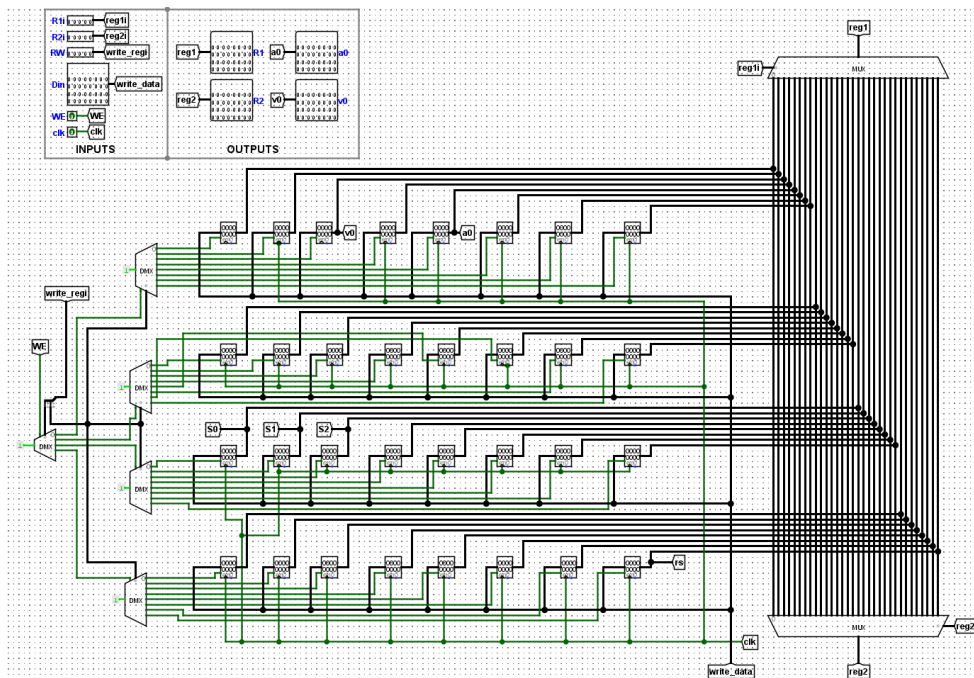 R1i reg1i
R2i reg2i
RW write_regi
Din write_data
WE WE
clk clk
INPUTS
reg1 R1 a0 a0
reg2 R2 v0 v0
OUTPUTS
reg1
reg1i MUX
v0 a0
DMX
write_regi
WE
DMX
DMX
S0 S1 S2
DMX
rs
DMX
clk
MUX
write_data
reg2